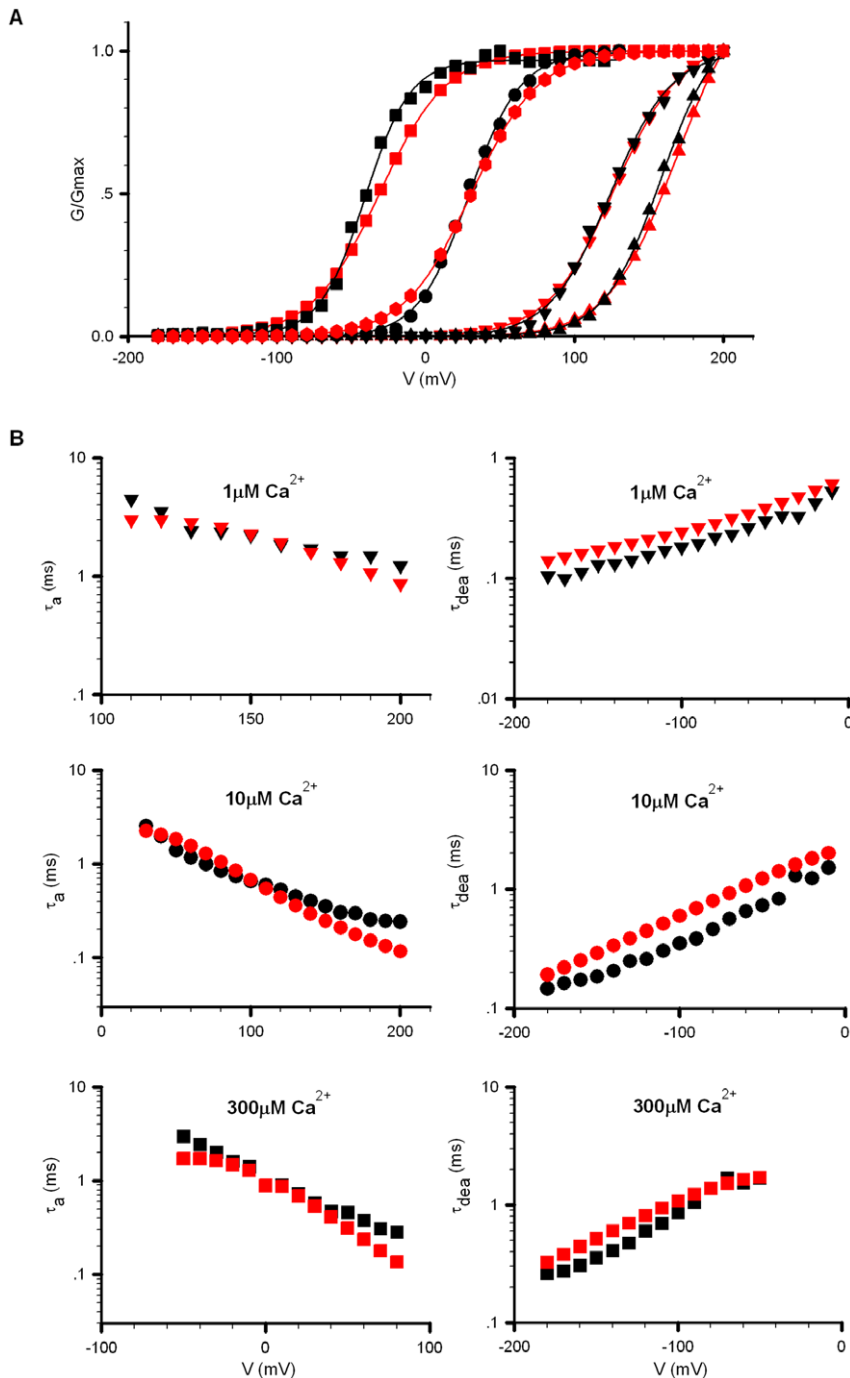 A
1.0
.5
0.0
G/Gmax
-200 -100 0 100 200
V (mV)
B
10
1
.1
τa (ms)
1μM Ca2+
100 150 200
1
.1
.01
τdea (ms)
1μM Ca2+
-200 -100 0
10
1
.1
τa (ms)
10μM Ca2+
0 100 200
10
1
.1
τdea (ms)
10μM Ca2+
-200 -100 0
10
1
.1
τa (ms)
300μM Ca2+
-100 0 100
V (mV)
10
1
.1
τdea (ms)
300μM Ca2+
-200 -100 0
V (mV)